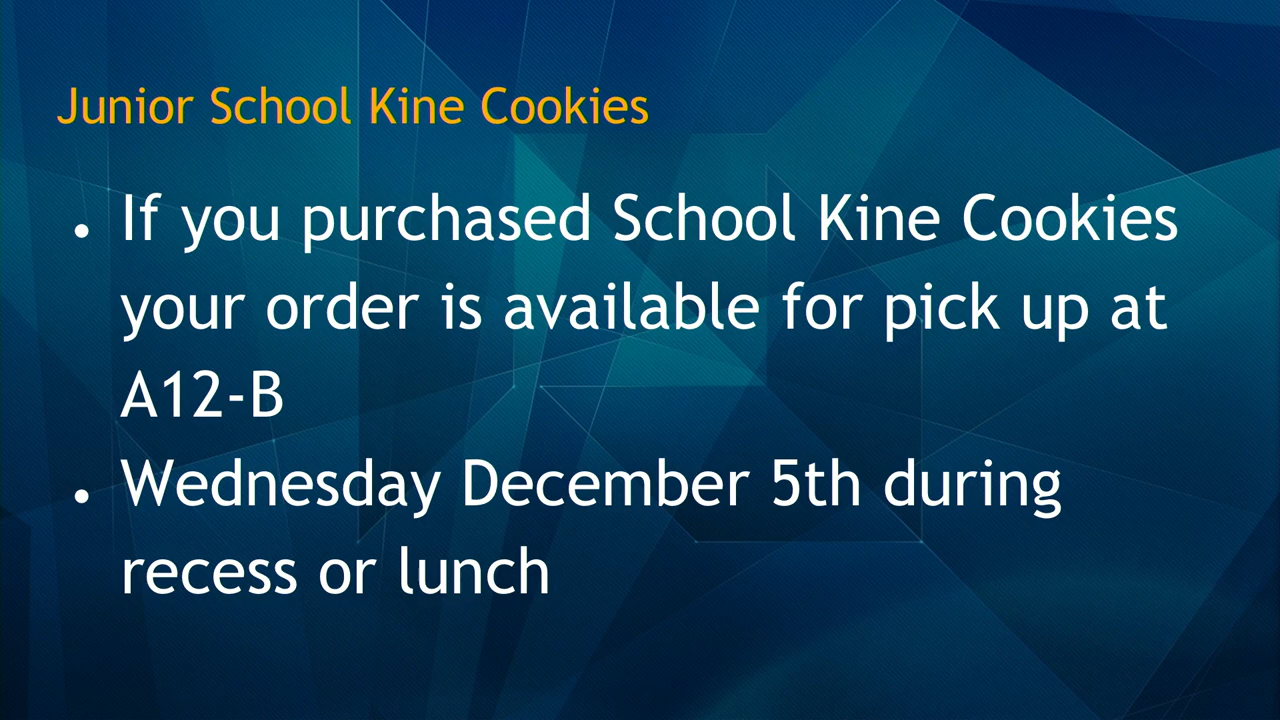 Junior School Kine Cookies
• If you purchased School Kine Cookies
your order is available for pick up at
A12-B
• Wednesday December 5th during
recess or lunch